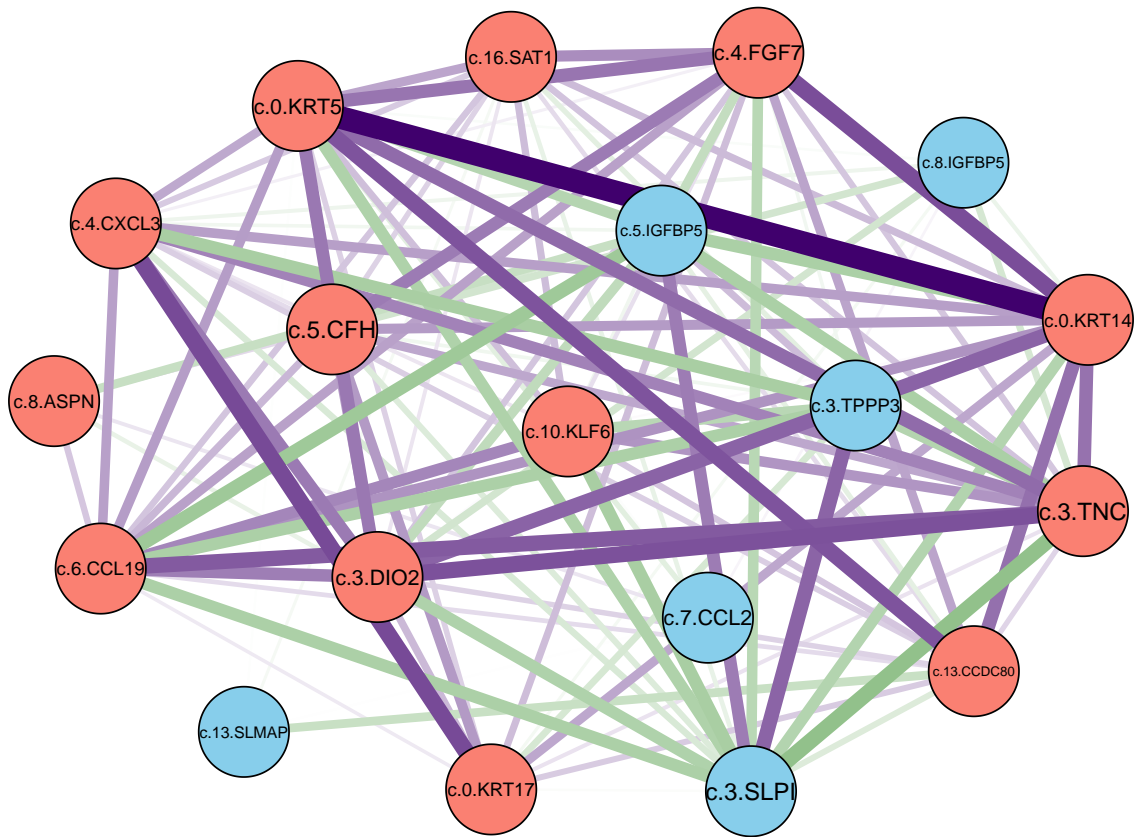 c.16.SAT1
c.4.FGF7
c.0.KRT5
c.8.IGFBP5
c.4.CXCL3
c.5.IGFBP5
c.5.CFH
c.0.KRT14
c.8.ASPN
c.3.TPPP3
c.10.KLF6
c.3.TNC
c.6.CCL19
c.3.DIO2
c.7.CCL2
c.13.CCDC80
c.13.SLMAP
c.0.KRT17
c.3.SLPI